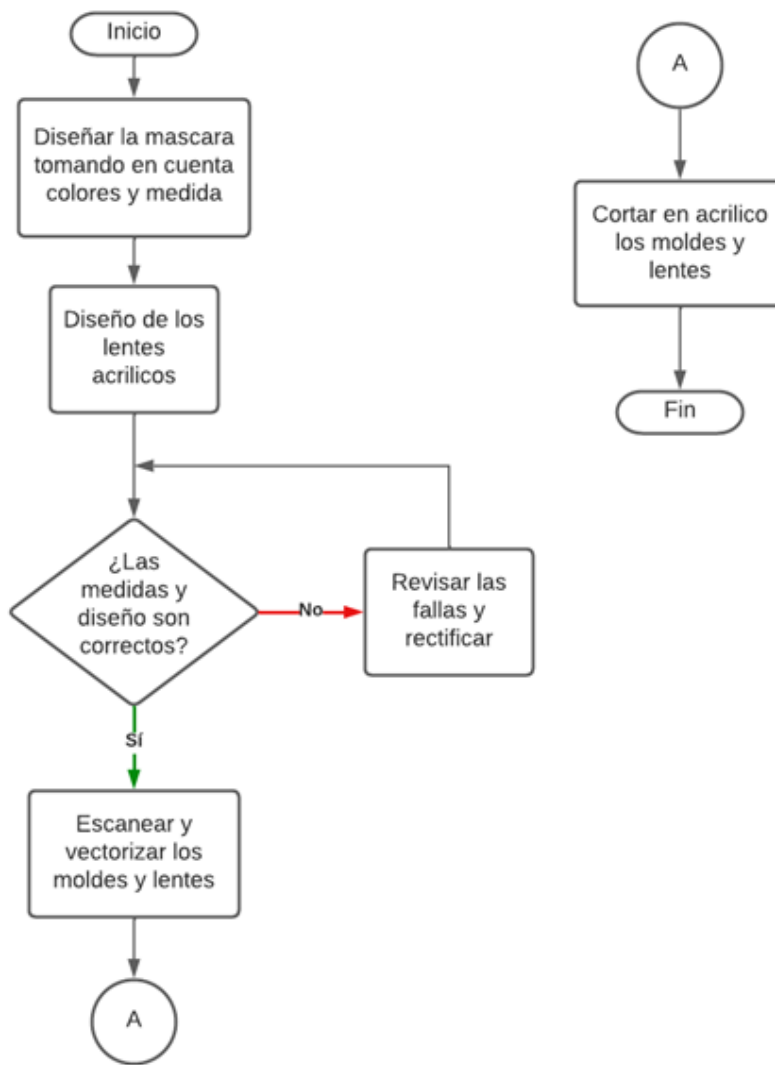 Inicio
Diseñar la mascara
tomando en cuenta
colores y medida
Diseño de los
lentes
acrilicos
¿Las
medidas y
diseño son
correctos?
No
Revisar las
fallas y
rectificar
Sí
Escanear y
vectorizar los
moldes y lentes
A
A
Cortar en acrilico
los moldes y
lentes
Fin